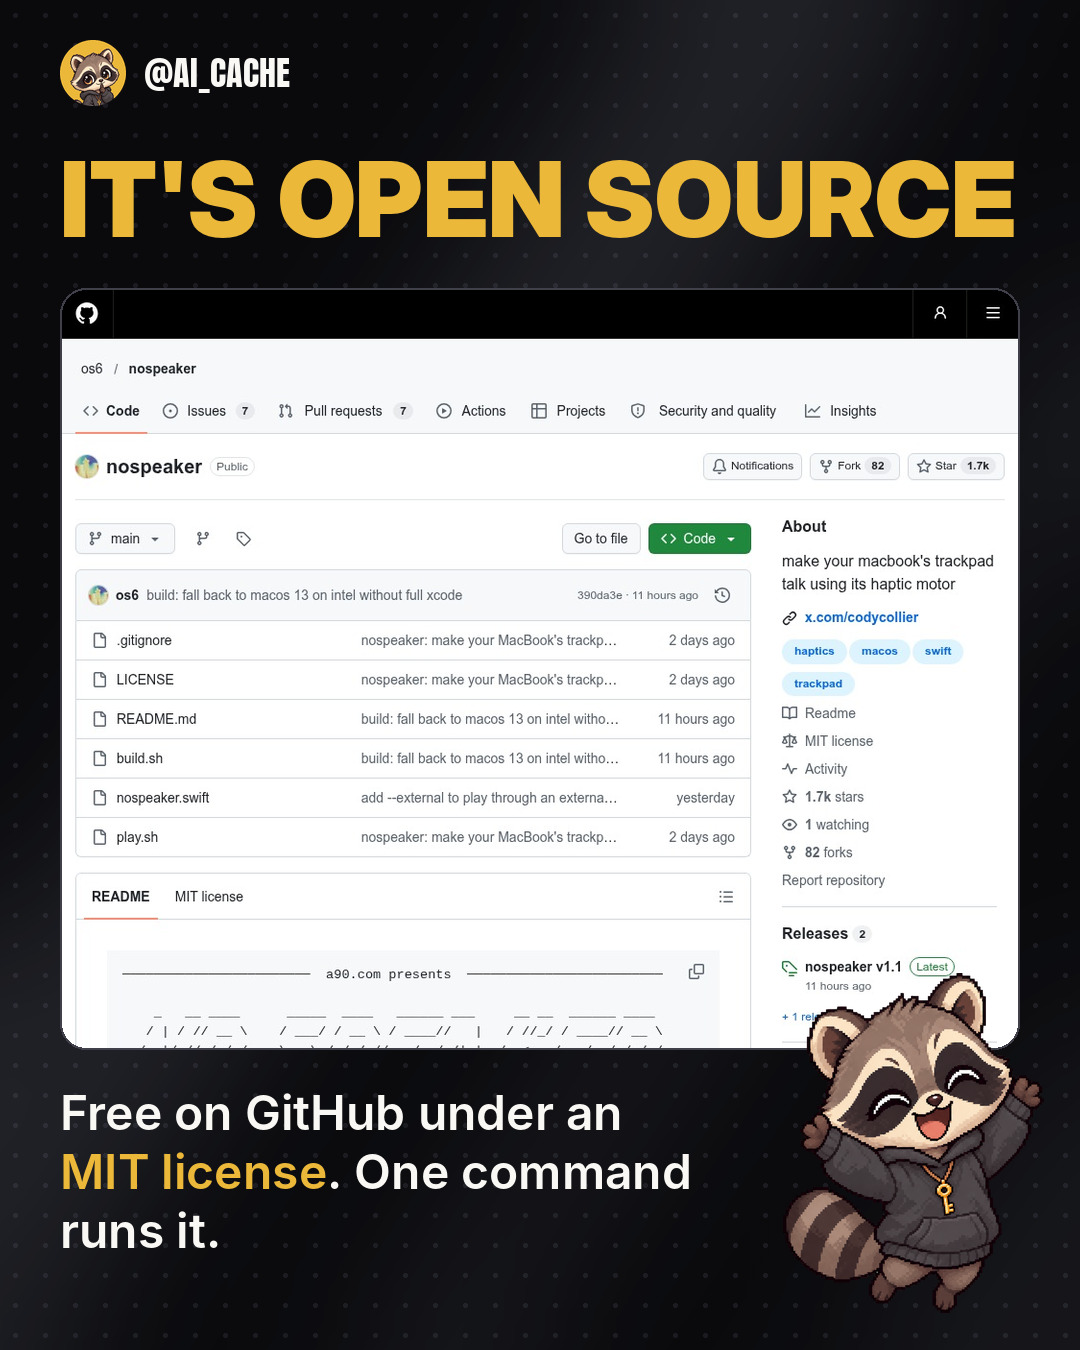 @AI_CACHE
IT'S OPEN SOURCE
os6 / nospeaker
Code
Issues 7
Pull requests 7
Actions
Projects
Security and quality
Insights
nospeaker Public
Notifications
Fork 82
Star 1.7k
main
Go to file
Code
os6 build: fall back to macos 13 on intel without full xcode 390da3e · 11 hours ago
.gitignore nospeaker: make your MacBook's trackp... 2 days ago
LICENSE nospeaker: make your MacBook's trackp... 2 days ago
README.md build: fall back to macos 13 on intel witho... 11 hours ago
build.sh build: fall back to macos 13 on intel witho... 11 hours ago
nospeaker.swift add --external to play through an externa... yesterday
play.sh nospeaker: make your MacBook's trackp... 2 days ago
README MIT license
a90.com presents
About
make your macbook's trackpad
talk using its haptic motor
x.com/codycollier
haptics macos swift
trackpad
Readme
MIT license
Activity
1.7k stars
1 watching
82 forks
Report repository
Releases 2
nospeaker v1.1 Latest
11 hours ago
+ 1
Free on GitHub under an
MIT license. One command
runs it.